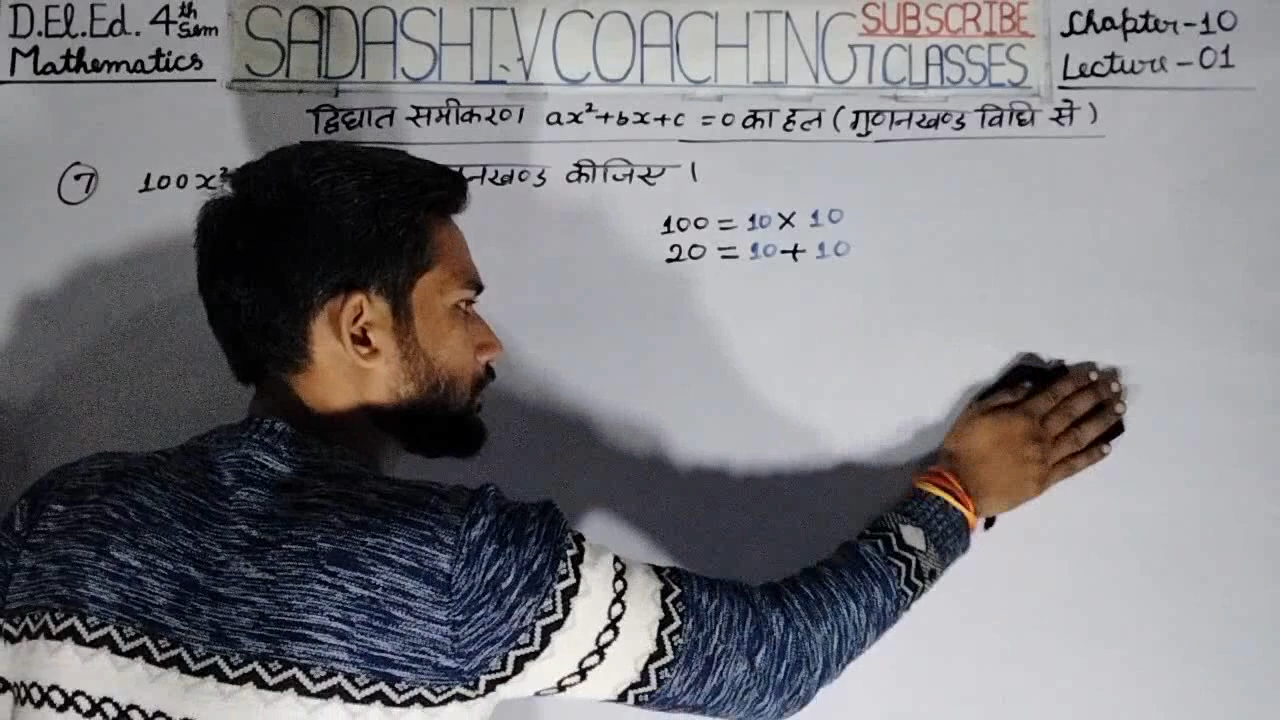 D.El.Ed. 4th Sem
Mathematics
SADASHIV COACHING CLASSES
SUBSCRIBE
Chapter-10
Lecture-01
द्विघात समीकरण ax²+bx+c=0 का हल (गुणनखण्ड विधि से)
7 100x² नखण्ड कीजिए।
100 = 10 × 10
20 = 10 + 10